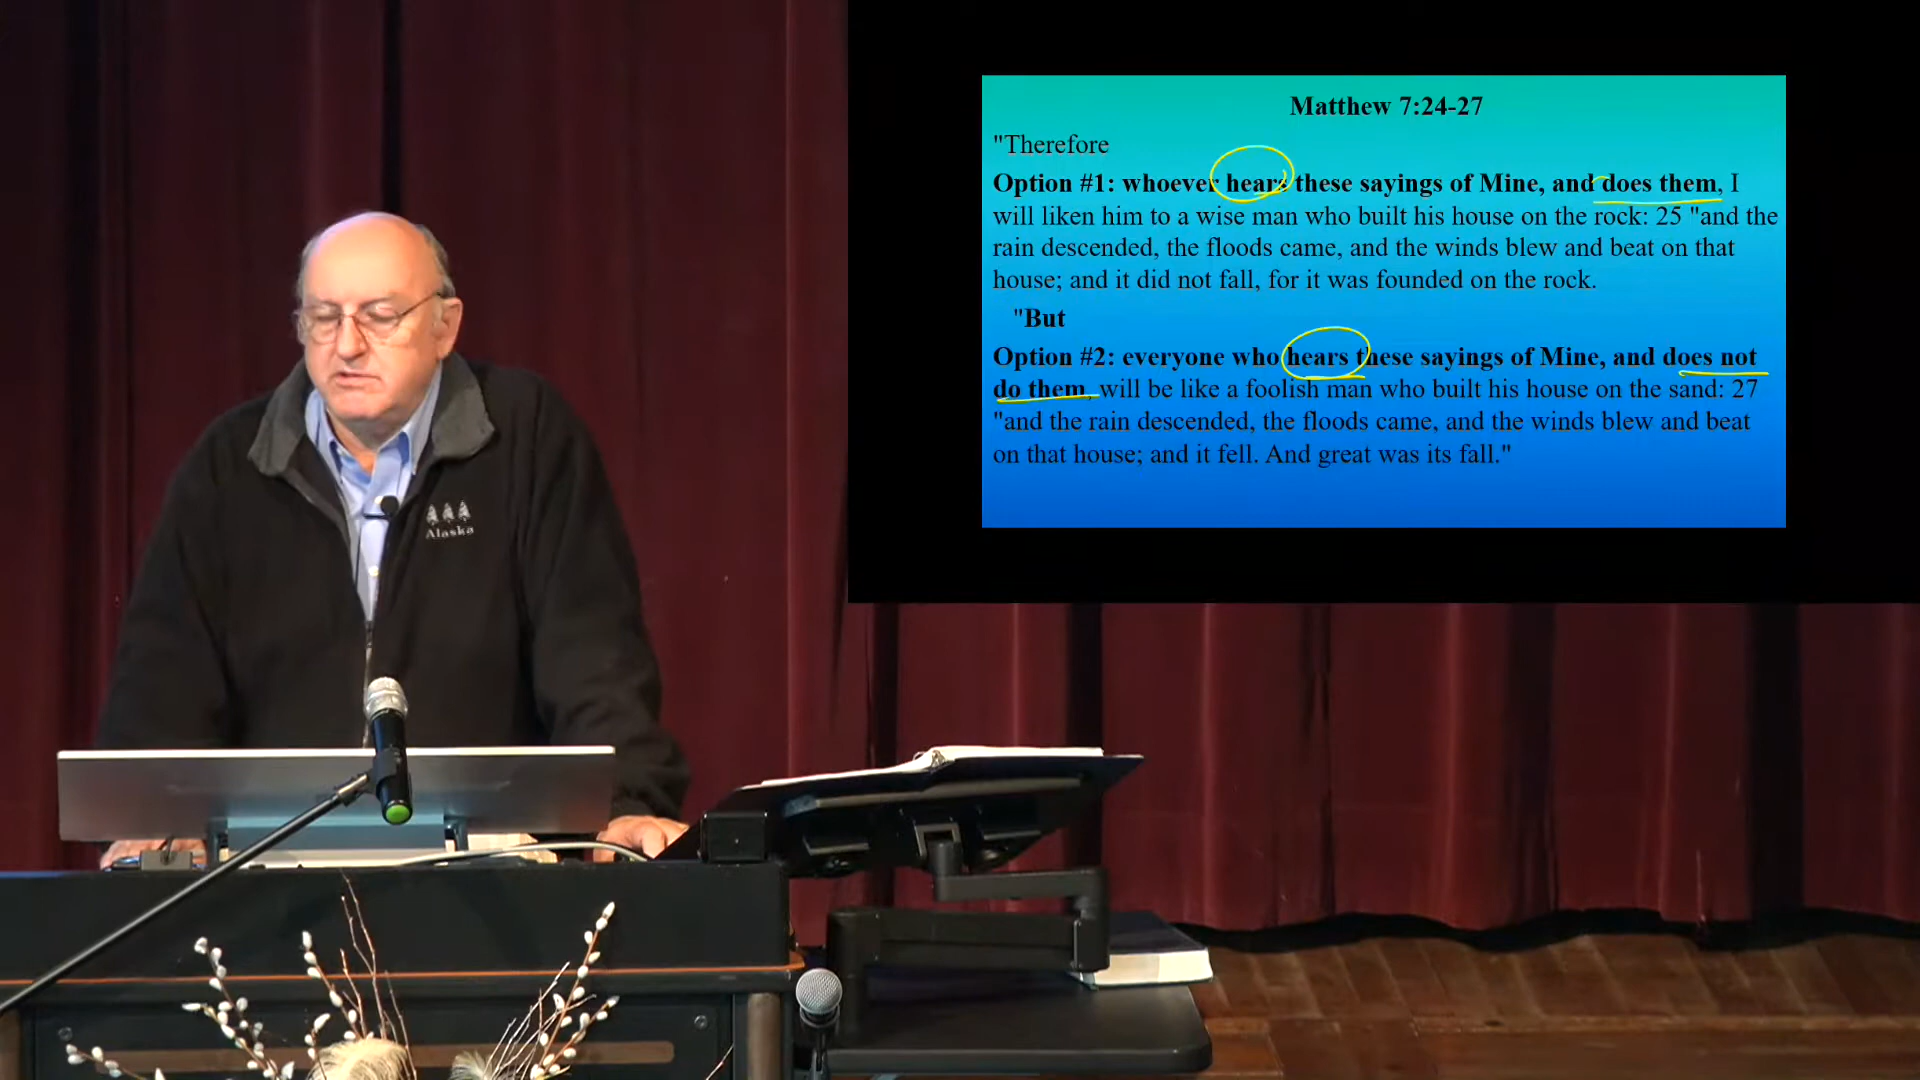 Matthew 7:24-27
"Therefore
Option #1: whoever hears these sayings of Mine, and does them, I
will liken him to a wise man who built his house on the rock: 25 "and the
rain descended, the floods came, and the winds blew and beat on that
house; and it did not fall, for it was founded on the rock.
"But
Option #2: everyone who hears these sayings of Mine, and does not
do them, will be like a foolish man who built his house on the sand: 27
"and the rain descended, the floods came, and the winds blew and beat
on that house; and it fell. And great was its fall."
Alaska